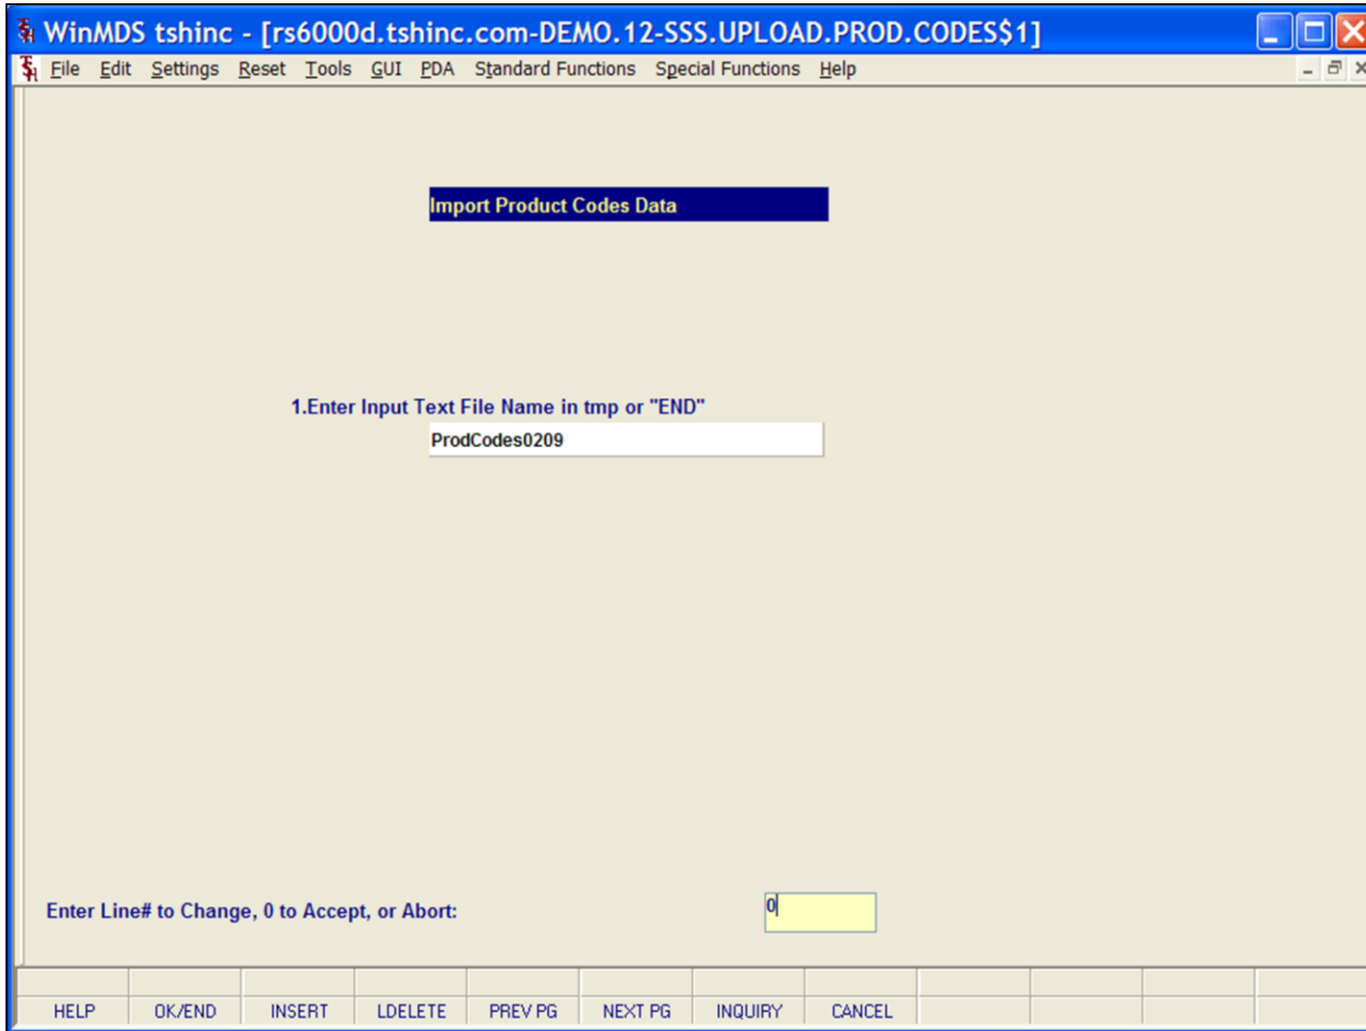 WinMDS tshinc - [rs6000d.tshinc.com-DEMO.12-SSS.UPLOAD.PROD.CODES$1]
File Edit Settings Reset Tools GUI PDA Standard Functions Special Functions Help
Import Product Codes Data
1.Enter Input Text File Name in tmp or "END"
ProdCodes0209
Enter Line# to Change, 0 to Accept, or Abort: 0
HELP OK/END INSERT LDELETE PREV PG NEXT PG INQUIRY CANCEL